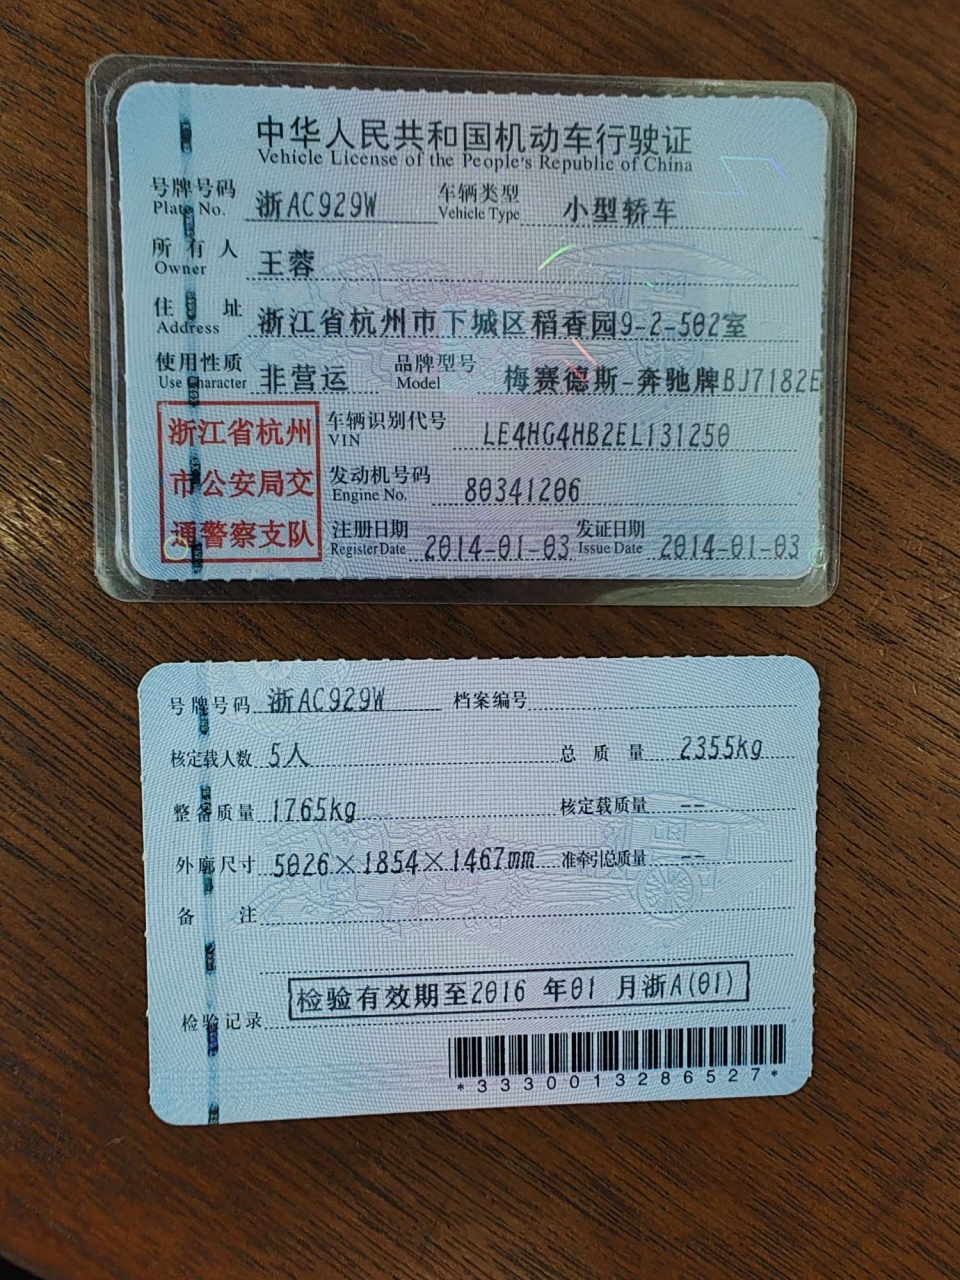 中华人民共和国机动车行驶证
Vehicle License of the People's Republic of China
号牌号码 浙AC929W 车辆类型 小型轿车
Plate No. Vehicle Type
所有人 王蓉
Owner
住址 浙江省杭州市下城区稻香园9-2-502室
Address
使用性质 非营运 品牌型号 梅赛德斯-奔驰牌BJ7182E
Use Character Model
浙江省杭州
市公安局交
通警察支队
车辆识别代号 LE4HG4HB2EL131250
VIN
发动机号码 80341206
Engine No.
注册日期 2014-01-03 发证日期 2014-01-03
Register Date Issue Date
号牌号码 浙AC929W 档案编号
核定载人数 5人 总质量 2355kg
整备质量 1765kg 核定载质量 --
外廓尺寸 5026×1854×1467mm 准牵引总质量 --
备注
检验有效期至2016 年01 月浙A(01)
检验记录
*3330013286527*